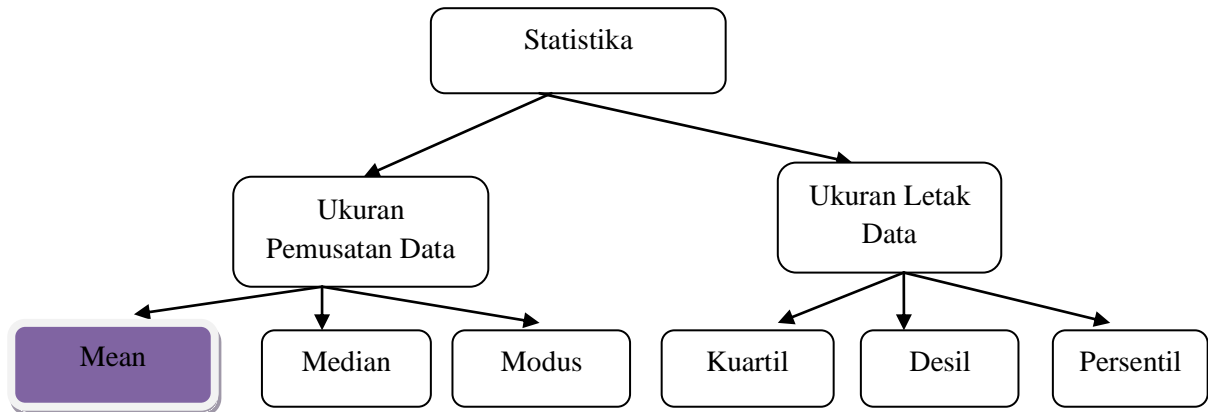 Statistika
Ukuran
Pemusatan Data
Ukuran Letak
Data
Mean
Median
Modus
Kuartil
Desil
Persentil